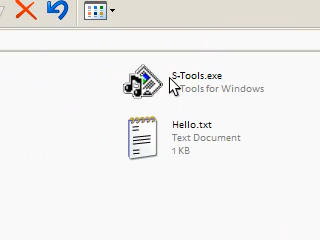 S-Tools.exe
Tools for Windows
Hello.txt
Text Document
1 KB